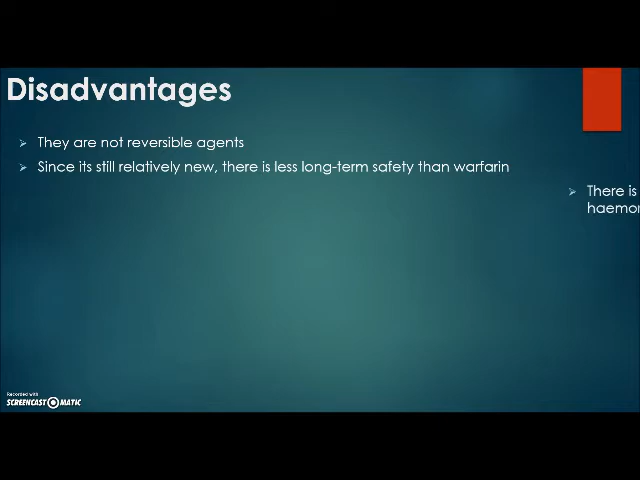 Disadvantages
They are not reversible agents
Since its still relatively new, there is less long-term safety than warfarin
There is
haemor
Recorded with
SCREENCAST MATIC